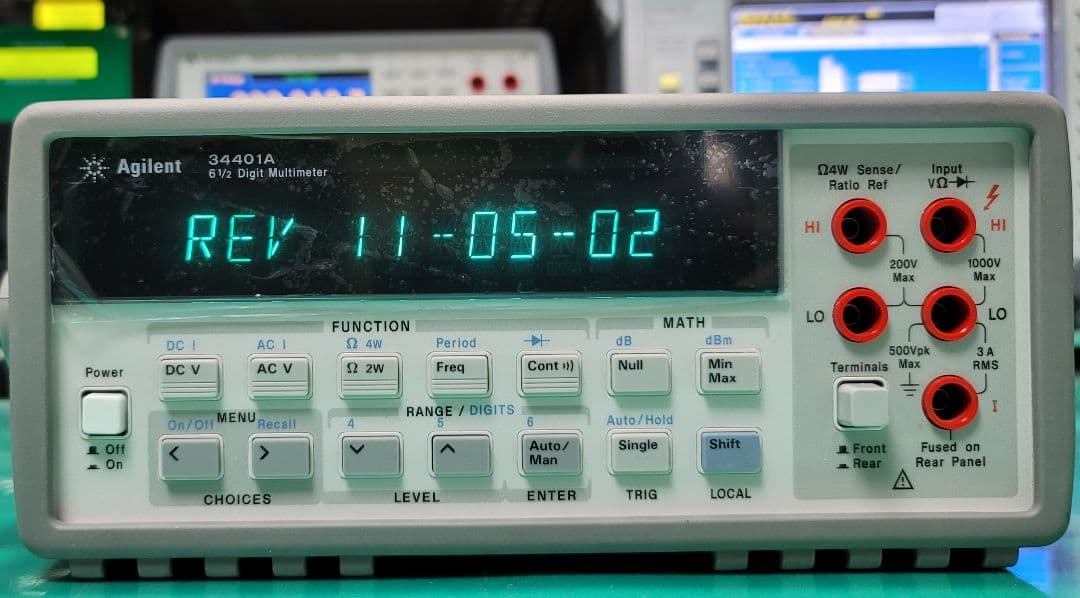 Agilent 34401A
6½ Digit Multimeter
REV 11-05-02
Ω4W Sense/
Ratio Ref
Input
VΩ
HI
HI
200V
Max
1000V
Max
LO
LO
500Vpk
Max
3 A
RMS
Terminals
I
Front
Rear
Fused on
Rear Panel
FUNCTION
MATH
DC I
AC I
Ω 4W
Period
dB
dBm
Power
DC V
AC V
Ω 2W
Freq
Cont
Null
Min
Max
Off
On
On/Off
MENU
Recall
RANGE / DIGITS
4
5
6
Auto/Hold
<
>
Auto/
Man
Single
Shift
CHOICES
LEVEL
ENTER
TRIG
LOCAL